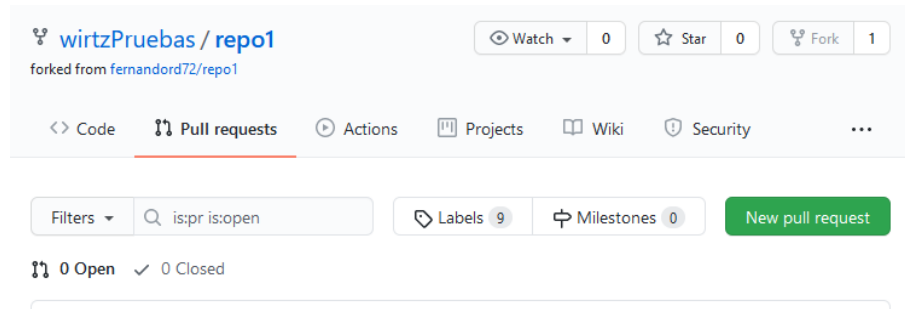 wirtzPruebas / repo1
Watch 0
Star 0
Fork 1
forked from fernandord72/repo1
<> Code
Pull requests
Actions
Projects
Wiki
Security
...
Filters
is:pr is:open
Labels 9
Milestones 0
New pull request
0 Open
0 Closed